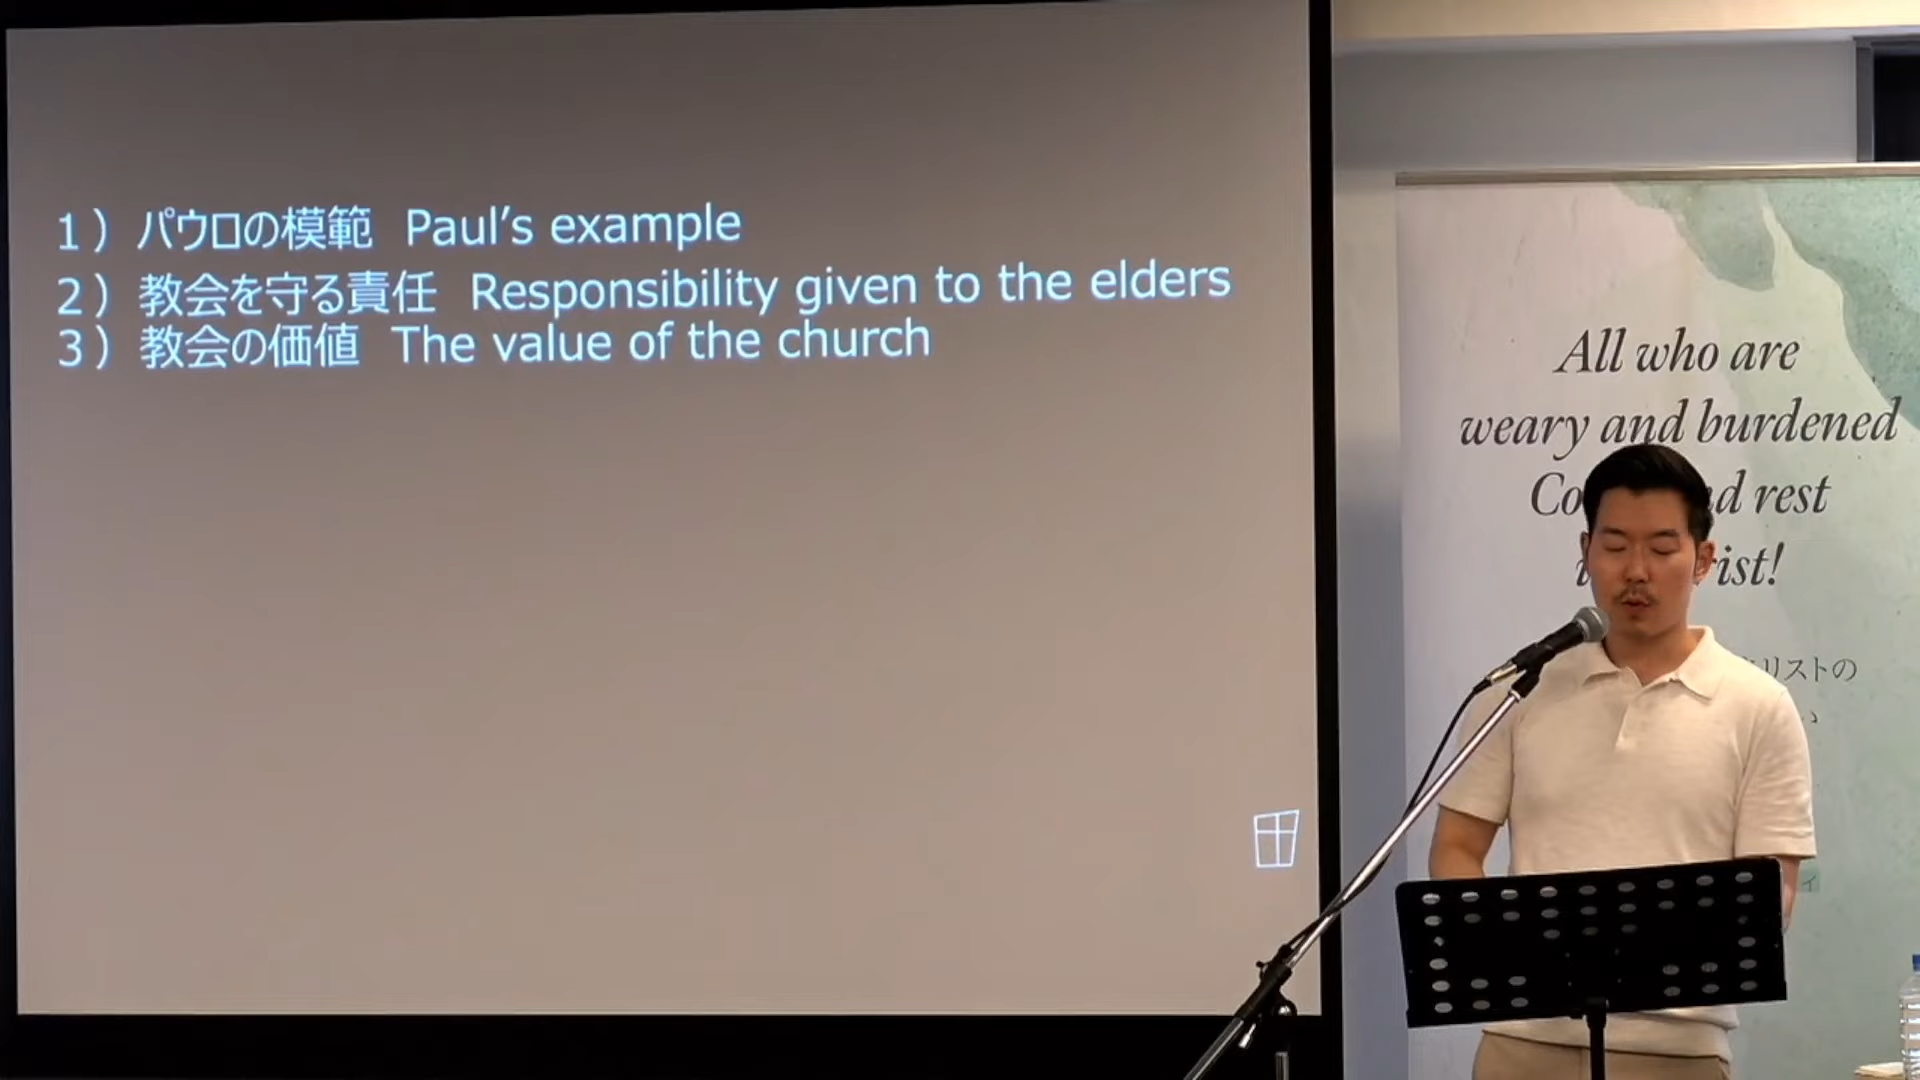 1）パウロの模範 Paul's example
2）教会を守る責任 Responsibility given to the elders
3）教会の価値 The value of the church
All who are
weary and burdened
rest
リストの